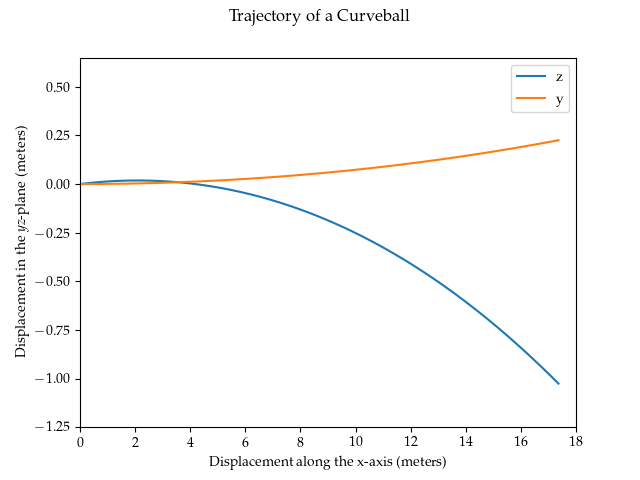 Trajectory of a Curveball
z
y
0.50
0.25
0.00
−0.25
−0.50
−0.75
−1.00
−1.25
Displacement in the yz-plane (meters)
0 2 4 6 8 10 12 14 16 18
Displacement along the x-axis (meters)